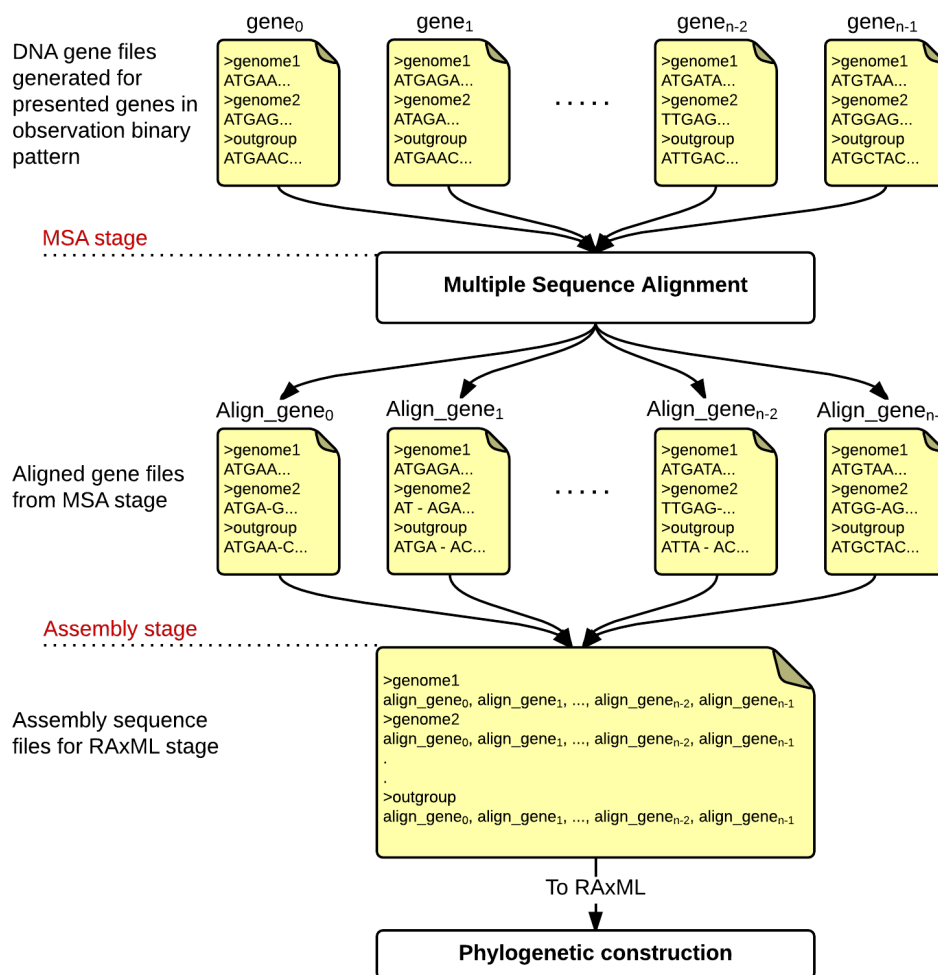 gene₀
gene₁
geneₙ₋₂
geneₙ₋₁
DNA gene files
generated for
presented genes in
observation binary
pattern
>genome1
ATGAA...
>genome2
ATGAG...
>outgroup
ATGAAC...
>genome1
ATGAGA...
>genome2
ATAGA...
>outgroup
ATGAAC...
.....
>genome1
ATGATA...
>genome2
TTGAG...
>outgroup
ATTGAC...
>genome1
ATGTAA...
>genome2
ATGGAG...
>outgroup
ATGCTAC...
MSA stage
Multiple Sequence Alignment
Align_gene₀
Align_gene₁
Align_geneₙ₋₂
Align_geneₙ₋
Aligned gene files
from MSA stage
>genome1
ATGAA...
>genome2
ATGA-G...
>outgroup
ATGAA-C...
>genome1
ATGAGA...
>genome2
AT - AGA...
>outgroup
ATGA - AC...
.....
>genome1
ATGATA...
>genome2
TTGAG-...
>outgroup
ATTA - AC...
>genome1
ATGTAA...
>genome2
ATGG-AG...
>outgroup
ATGCTAC...
Assembly stage
Assembly sequence
files for RAxML stage
>genome1
align_gene₀, align_gene₁, ..., align_geneₙ₋₂, align_geneₙ₋₁
>genome2
align_gene₀, align_gene₁, ..., align_geneₙ₋₂, align_geneₙ₋₁
.
.
>outgroup
align_gene₀, align_gene₁, ..., align_geneₙ₋₂, align_geneₙ₋₁
To RAxML
Phylogenetic construction